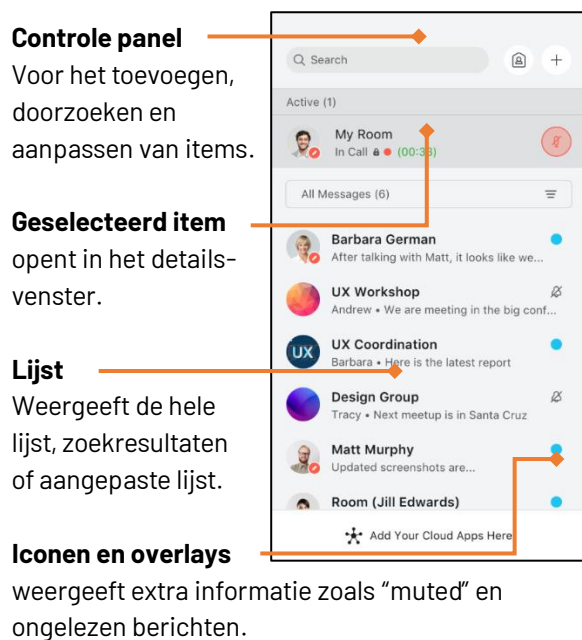 Controle panel
Voor het toevoegen,
doorzoeken en
aanpassen van items.
Geselecteerd item
opent in het details-
venster.
Lijst
Weergeeft de hele
lijst, zoekresultaten
of aangepaste lijst.
Iconen en overlays
weergeeft extra informatie zoals “muted” en
ongelezen berichten.
Search
Active (1)
My Room
In Call (00:33)
All Messages (6)
Barbara German
After talking with Matt, it looks like we...
UX Workshop
Andrew • We are meeting in the big conf...
UX
UX Coordination
Barbara • Here is the latest report
Design Group
Tracy • Next meetup is in Santa Cruz
Matt Murphy
Updated screenshots are...
Room (Jill Edwards)
Add Your Cloud Apps Here